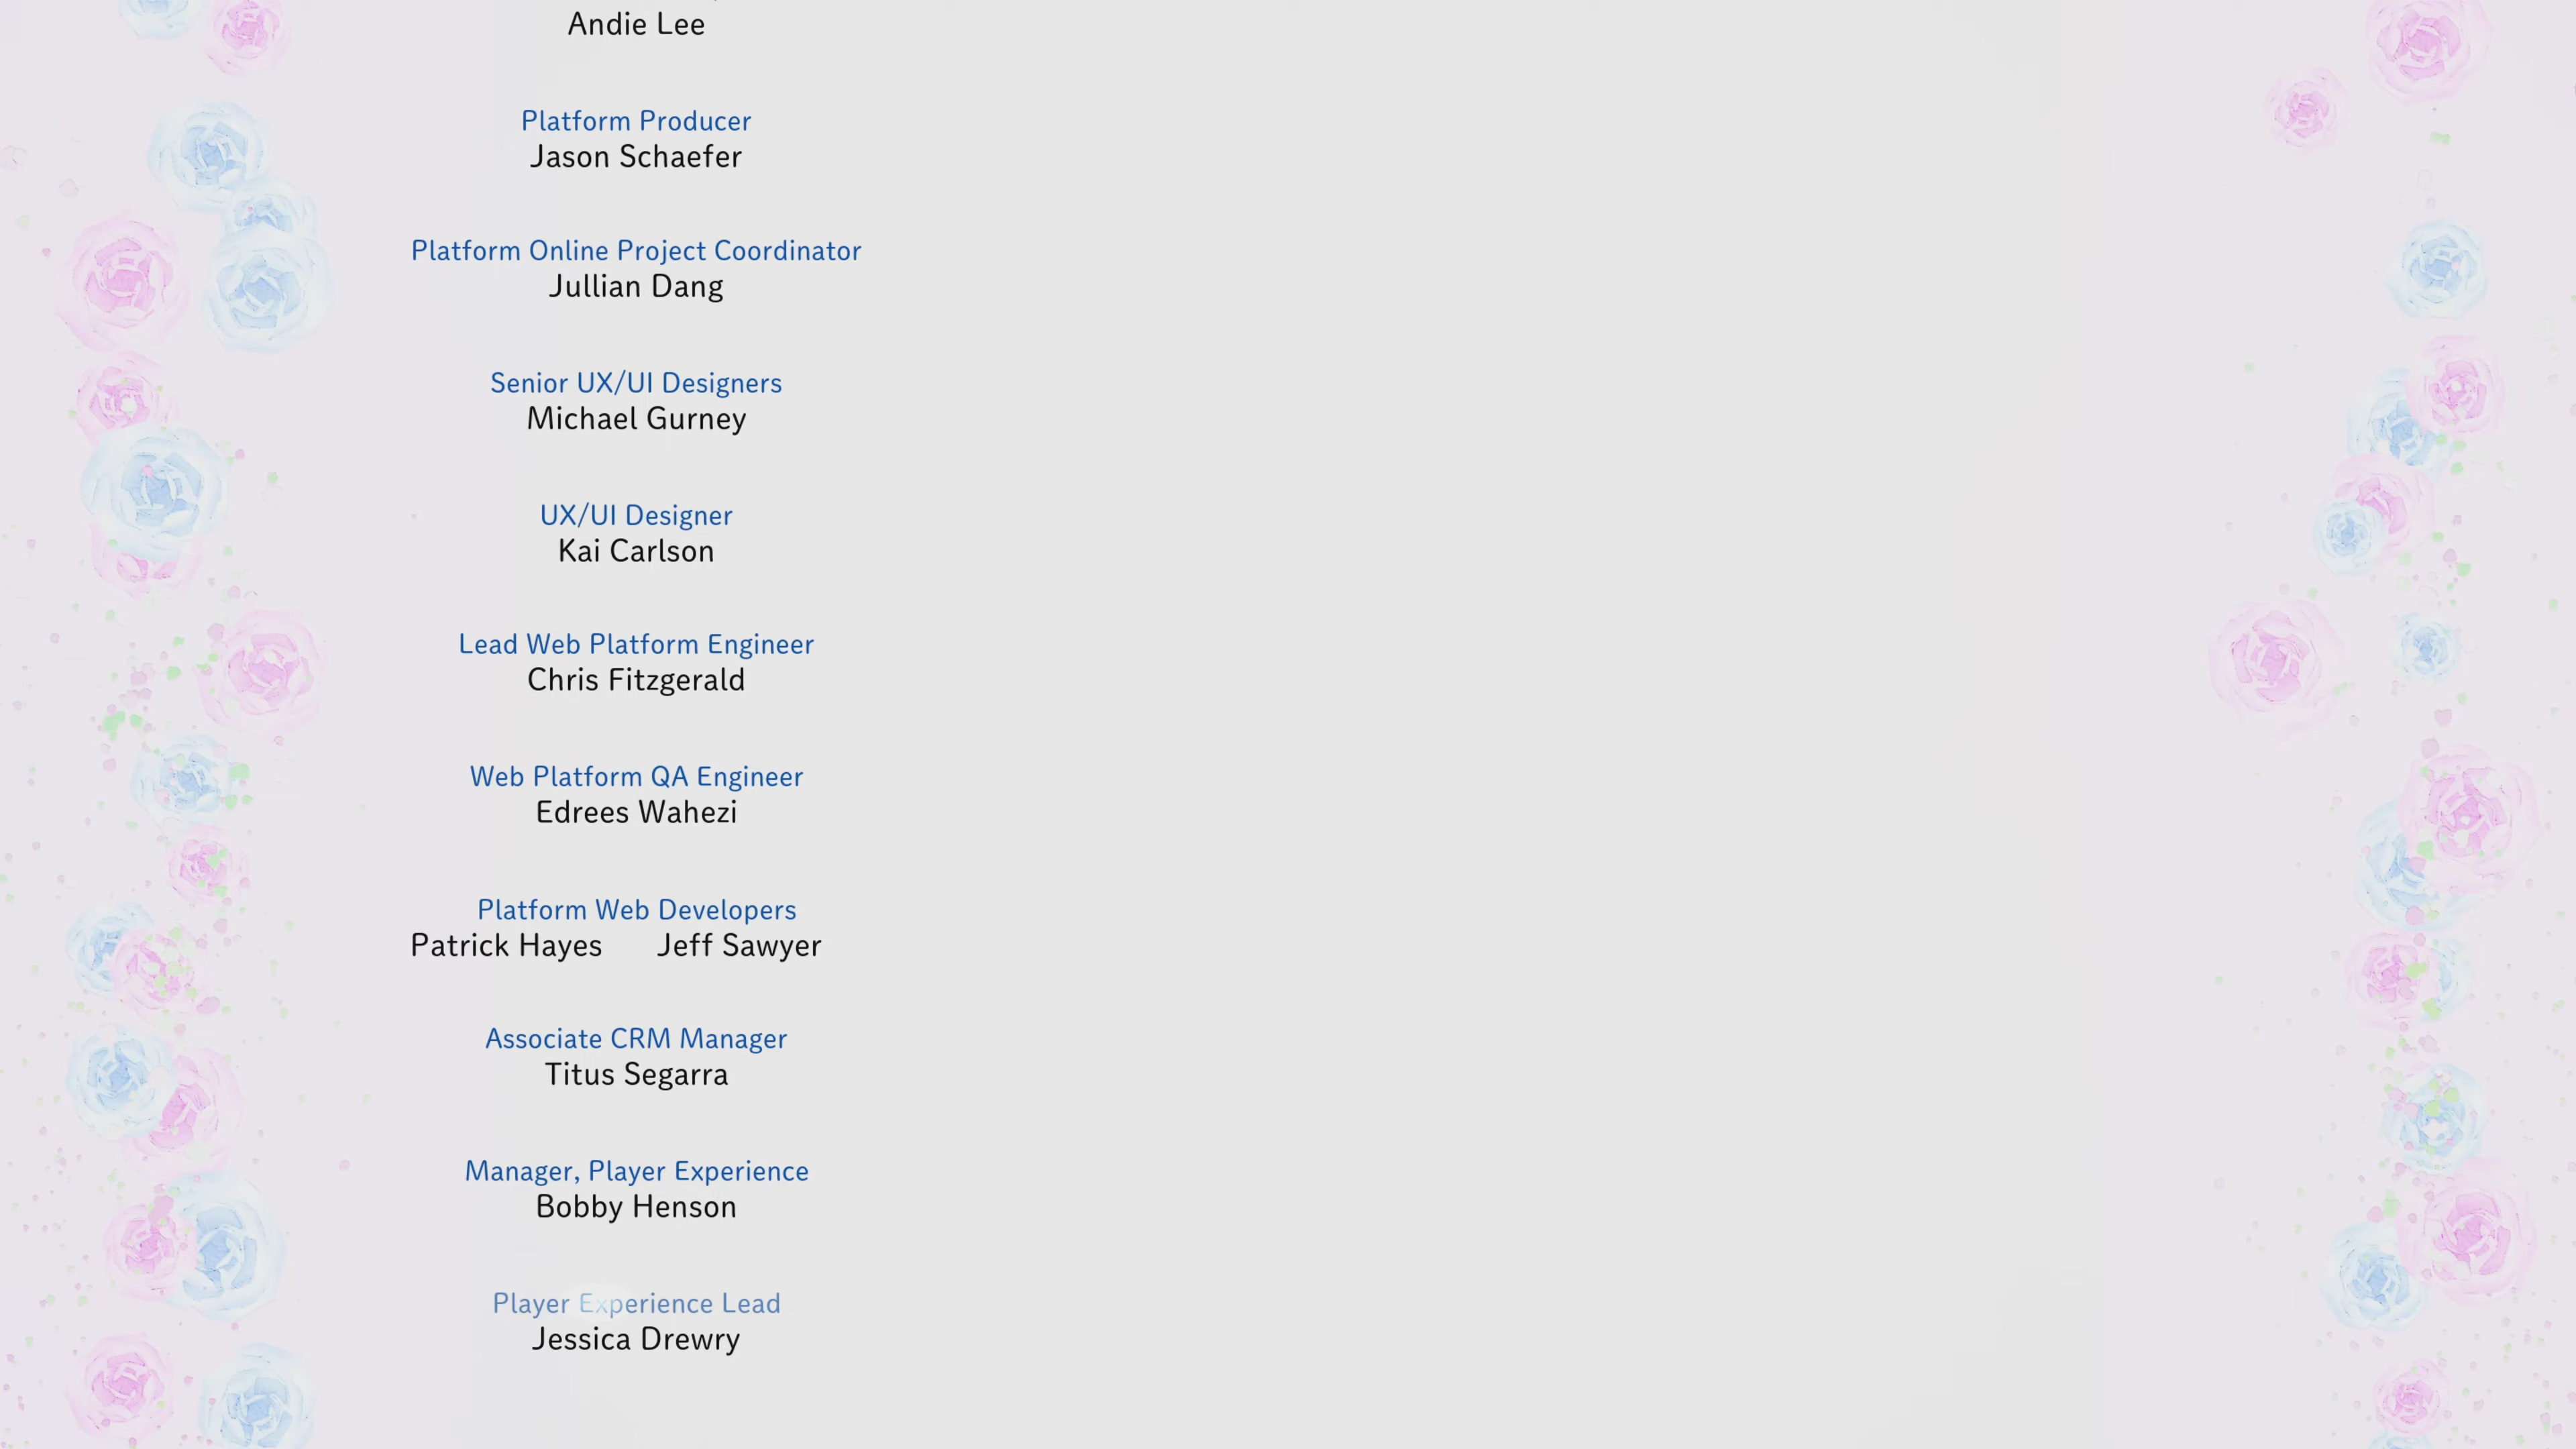 Andie Lee
Platform Producer
Jason Schaefer
Platform Online Project Coordinator
Jullian Dang
Senior UX/UI Designers
Michael Gurney
UX/UI Designer
Kai Carlson
Lead Web Platform Engineer
Chris Fitzgerald
Web Platform QA Engineer
Edrees Wahezi
Platform Web Developers
Patrick Hayes Jeff Sawyer
Associate CRM Manager
Titus Segarra
Manager, Player Experience
Bobby Henson
Player Experience Lead
Jessica Drewry